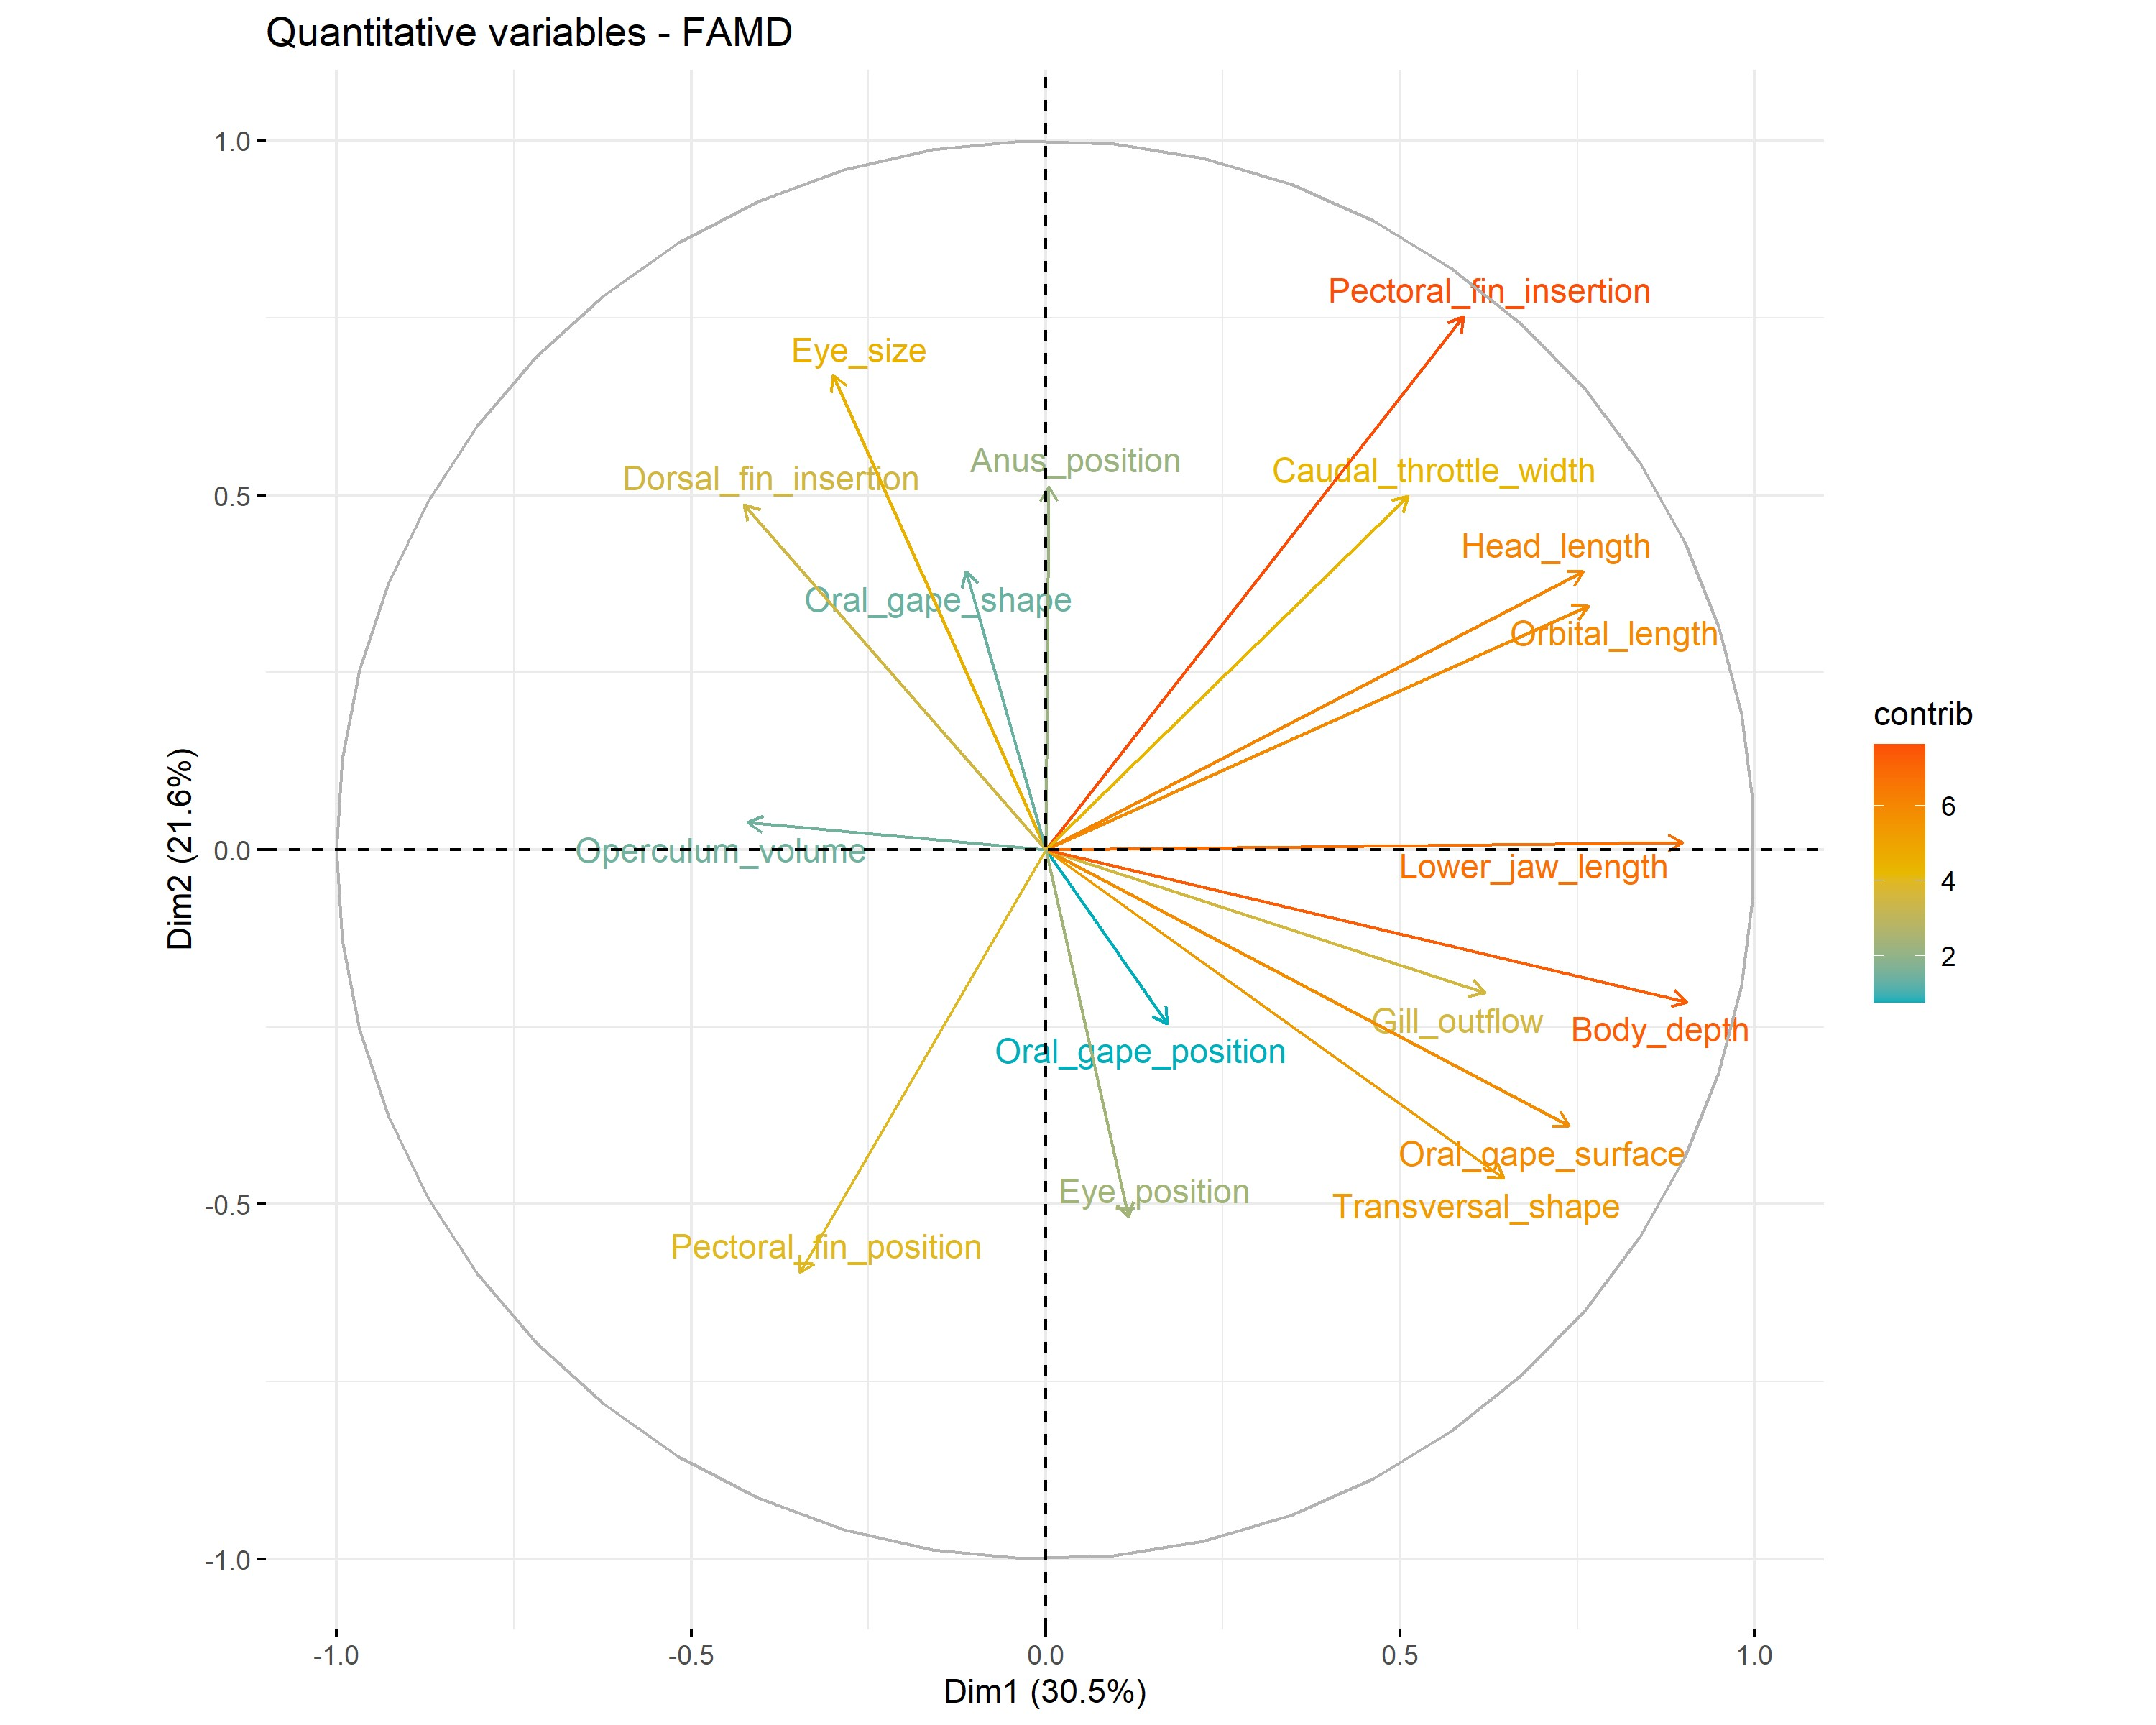 Quantitative variables - FAMD
1.0
Pectoral_fin_insertion
Eye_size
Anus_position
Caudal_throttle_width
Dorsal_fin_insertion
0.5
Head_length
Oral_gape_shape
Orbital_length
contrib
6
4
2
Dim2 (21.6%)
0.0
Operculum_volume
Lower_jaw_length
Gill_outflow
Body_depth
Oral_gape_position
Oral_gape_surface
Eye_position
Transversal_shape
-0.5
Pectoral_fin_position
-1.0
-1.0
-0.5
0.0
0.5
1.0
Dim1 (30.5%)